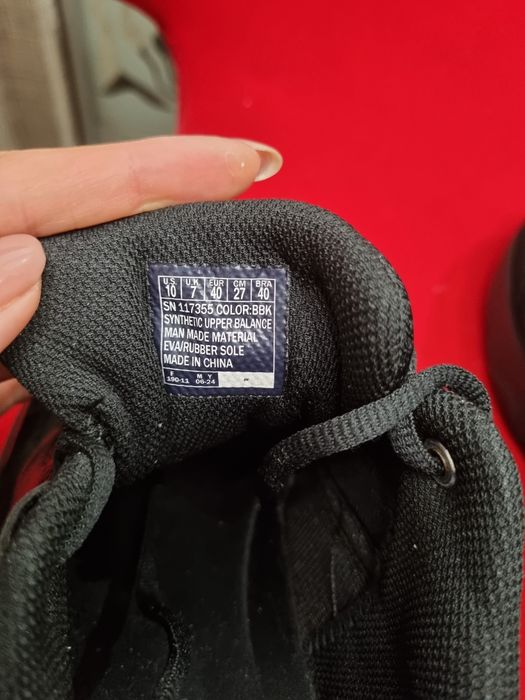 U.S U.K EUR CM BRA
10 7 40 27 40
SN 117355 COLOR:BBK
SYNTHETIC UPPER BALANCE
MAN MADE MATERIAL
EVA/RUBBER SOLE
MADE IN CHINA
F M Y
190-11 06-24